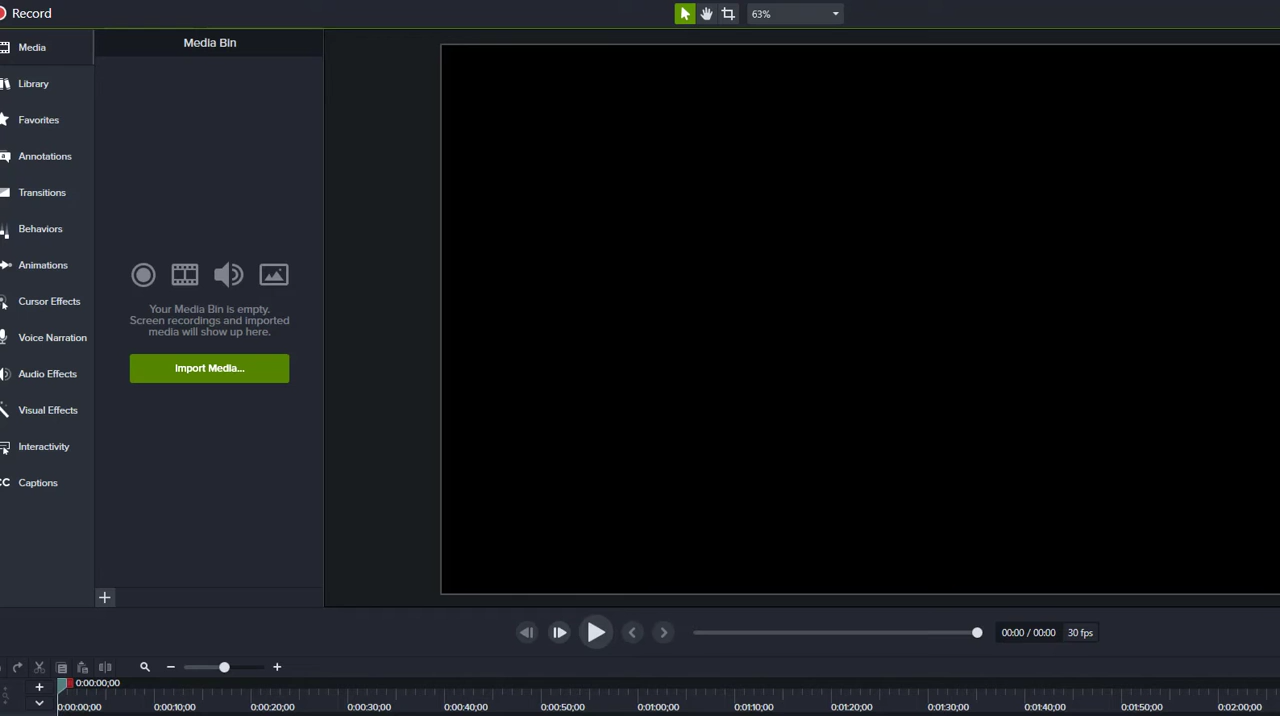 Record
63%
Media
Library
Favorites
Annotations
Transitions
Behaviors
Animations
Cursor Effects
Voice Narration
Audio Effects
Visual Effects
Interactivity
CC
Captions
Media Bin
Your Media Bin is empty.
Screen recordings and imported
media will show up here.
Import Media...
00:00 / 00:00
30 fps
0:00:00;00
0:00:00;00
0:00:10;00
0:00:20;00
0:00:30;00
0:00:40;00
0:00:50;00
0:01:00;00
0:01:10;00
0:01:20;00
0:01:30;00
0:01:40;00
0:01:50;00
0:02:00;00